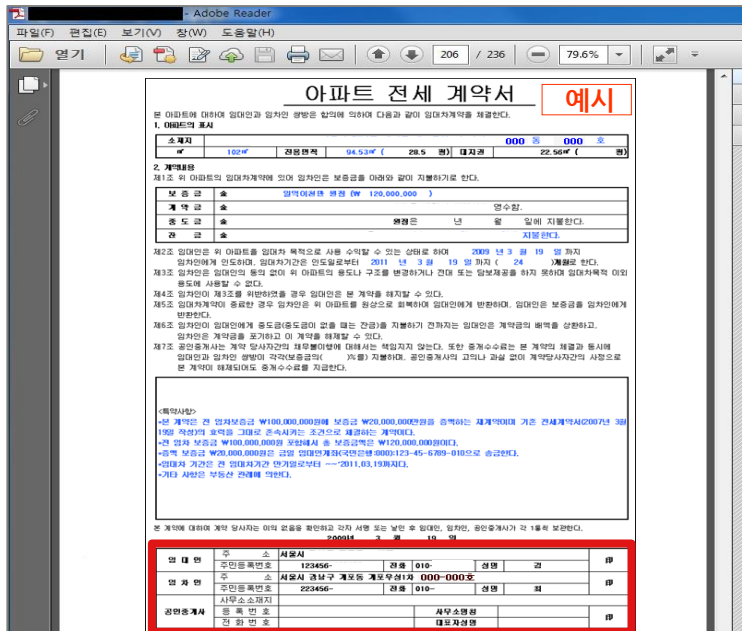 - Adobe Reader
파일(F) 편집(E) 보기(V) 창(W) 도움말(H)
열기 206 / 236 79.6%
아파트 전세 계약서
예시
본 아파트에 대하여 임대인과 임차인 쌍방은 합의에 의하여 다음과 같이 임대차계약을 체결한다.
1. 아파트의 표시
소재지 000 동 000 호
㎡ 102㎡ 전용면적 94.53㎡ ( 28.5 평) 대지권 22.56㎡ ( 평)
2. 계약내용
제1조 위 아파트의 임대차계약에 있어 임차인은 보증금을 아래와 같이 지불하기로 한다.
보 증 금 金 일억이천만 원정 (₩ 120,000,000 )
계 약 금 金 영수함.
중 도 금 金 원정은 년 월 일에 지불한다.
잔 금 金 지불한다.
제2조 임대인은 위 아파트를 임대차 목적으로 사용 수익할 수 있는 상태로 하여 2009 년 3 월 19 일 까지
임차인에게 인도하며, 임대차기간은 인도일로부터 2011 년 3 월 19 일 까지 ( 24 )개월로 한다.
제3조 임차인은 임대인의 동의 없이 위 아파트의 용도나 구조를 변경하거나 전대 또는 담보제공을 하지 못하며 임대차목적 이외
용도에 사용할 수 없다.
제4조 임차인이 제3조를 위반하였을 경우 임대인은 본 계약을 해지할 수 있다.
제5조 임대차계약이 종료한 경우 임차인은 위 아파트를 원상으로 회복하여 임대인에게 반환하며, 임대인은 보증금을 임차인에게
반환한다.
제6조 임차인이 임대인에게 중도금(중도금이 없을 때는 잔금)을 지불하기 전까지는 임대인은 계약금의 배액을 상환하고,
임차인은 계약금을 포기하고 이 계약을 해제할 수 있다.
제7조 공인중개사는 계약 당사자간의 채무불이행에 대해서는 책임지지 않는다. 또한 중개수수료는 본 계약의 체결과 동시에
임대인과 임차인 쌍방이 각각(보증금의 )%를) 지불하며, 공인중개사의 고의나 과실 없이 계약당사자간의 사정으로
본 계약이 해제되어도 중개수수료를 지급한다.
<특약사항>
*본 계약은 전 임차보증금 ₩100,000,000원에 보증금 ₩20,000,000만원을 증액하는 재계약이며 기존 전세계약서(2007년 3월
19일 작성)의 효력을 그대로 존속시키는 조건으로 체결하는 계약이다.
*전 임차 보증금 ₩100,000,000원 포함해서 총 보증금액은 ₩120,000,000원이다.
*증액 보증금 ₩20,000,000원은 금일 임대인계좌(국민은행:000):123-45-6789-010으로 송금한다.
*임대차 기간은 전 임대차기간 만기일로부터 ~~'2011.03.19까지다.
*기타 사항은 부동산 관례에 의한다.
본 계약에 대하여 계약 당사자는 이의 없음을 확인하고 각자 서명 또는 날인 후 임대인, 임차인, 공인중개사가 각 1통씩 보관한다.
2009년 3 월 19 일
임 대 인 주 소 서울시 印
주민등록번호 123456- 전화 010- 성명 김
임 차 인 주 소 서울시 강남구 개포동 개포우성1차 000-000호 印
주민등록번호 223456- 전화 010- 성명 최
공인중개사 사무소소재지 印
등 록 번 호 사무소명칭
전 화 번 호 대표자성명